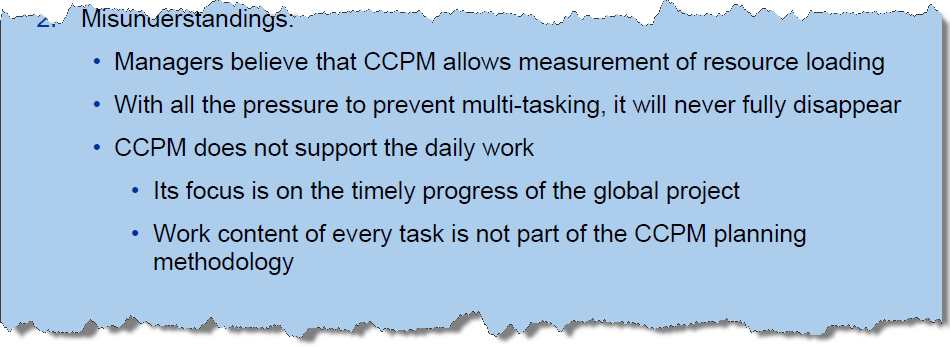 2. Misunderstandings:
• Managers believe that CCPM allows measurement of resource loading
• With all the pressure to prevent multi-tasking, it will never fully disappear
• CCPM does not support the daily work
• Its focus is on the timely progress of the global project
• Work content of every task is not part of the CCPM planning
methodology